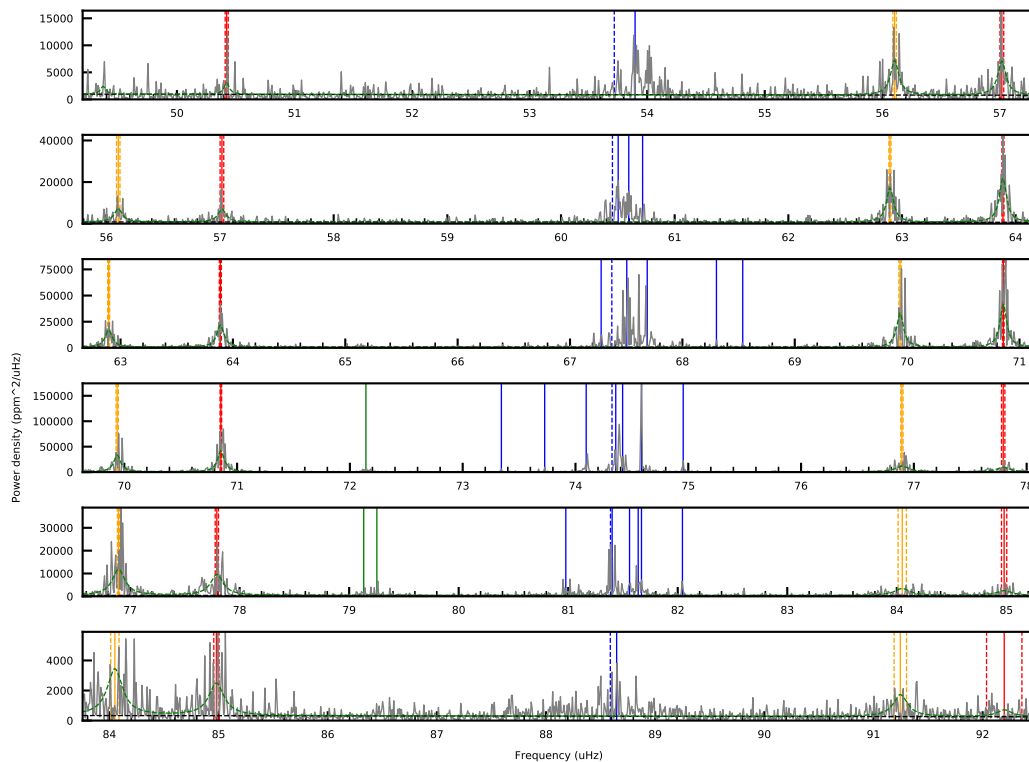 15000
10000
5000
0
50 51 52 53 54 55 56 57
40000
20000
0
56 57 58 59 60 61 62 63 64
75000
50000
25000
0
63 64 65 66 67 68 69 70 71
150000
100000
50000
0
70 71 72 73 74 75 76 77 78
30000
20000
10000
0
77 78 79 80 81 82 83 84 85
4000
2000
0
84 85 86 87 88 89 90 91 92
Power density (ppm^2/uHz)
Frequency (uHz)